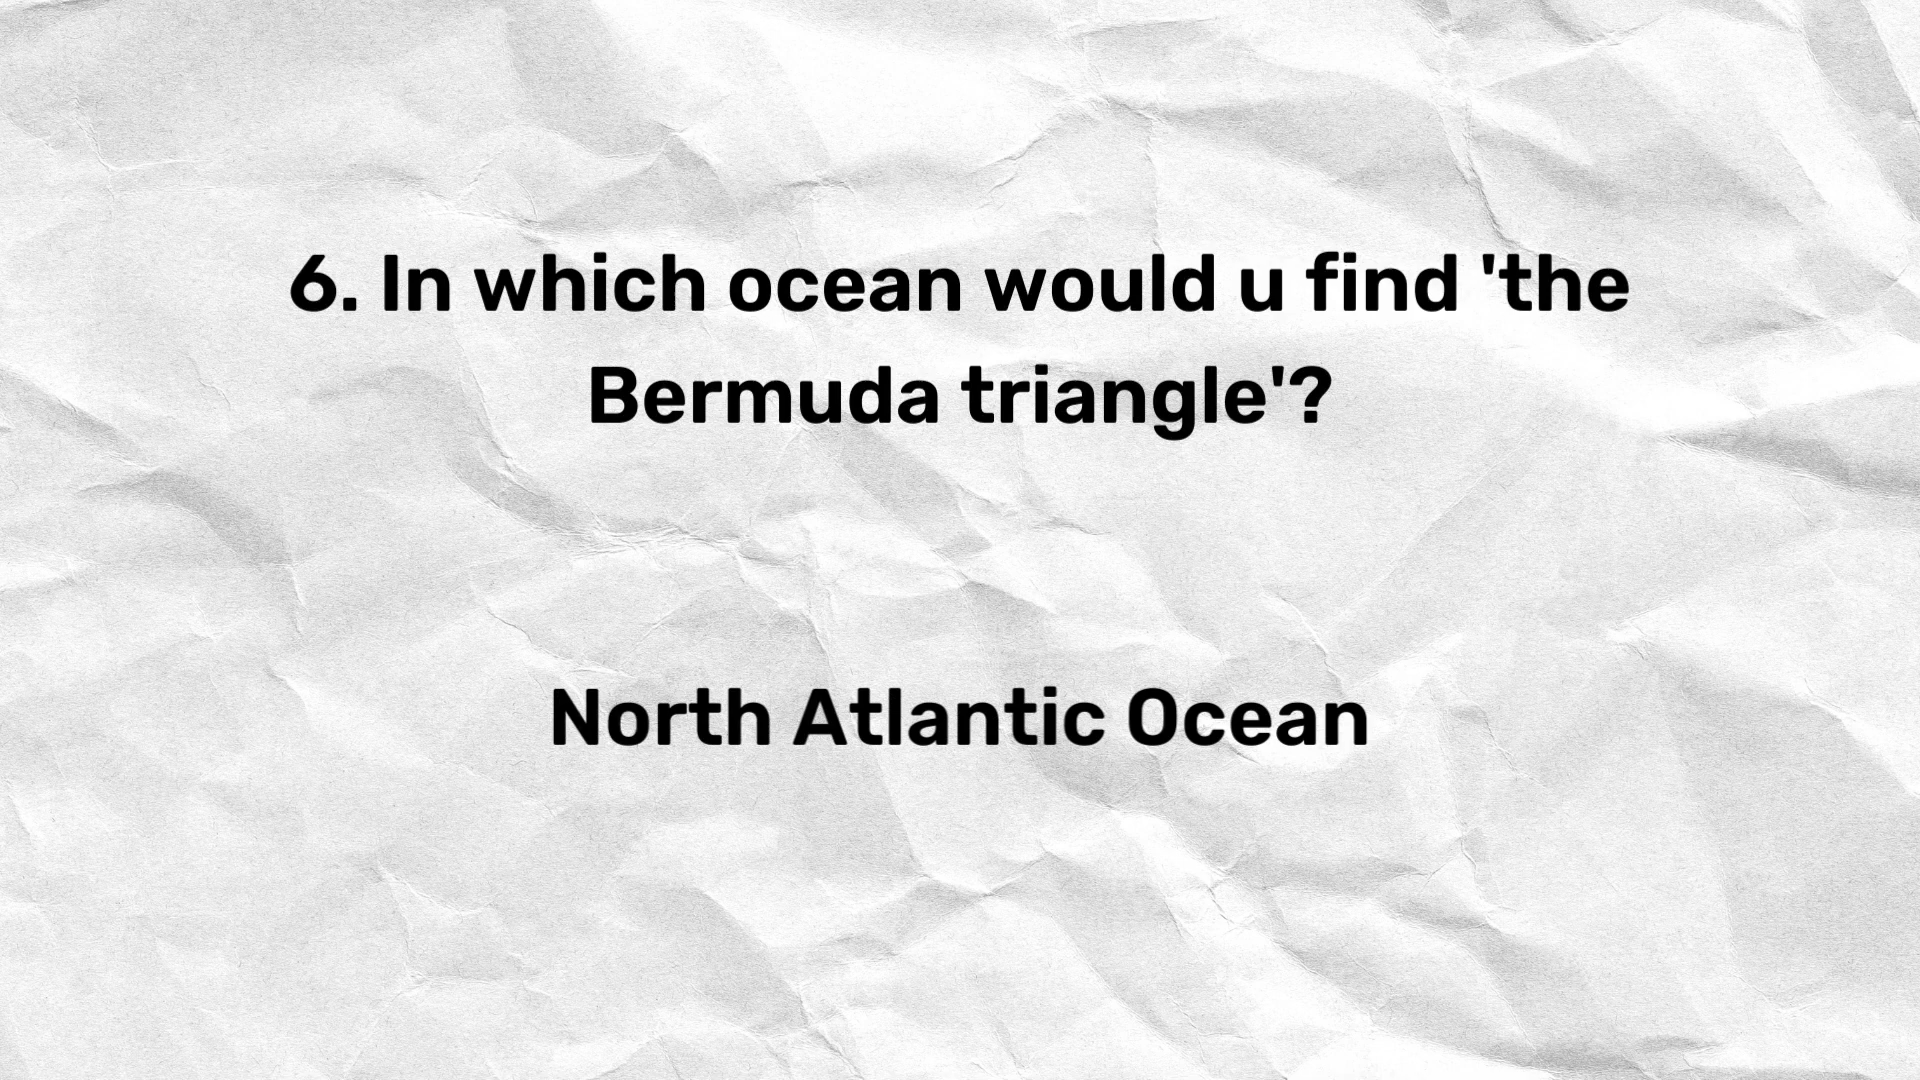 6. In which ocean would u find 'the
Bermuda triangle'?
North Atlantic Ocean